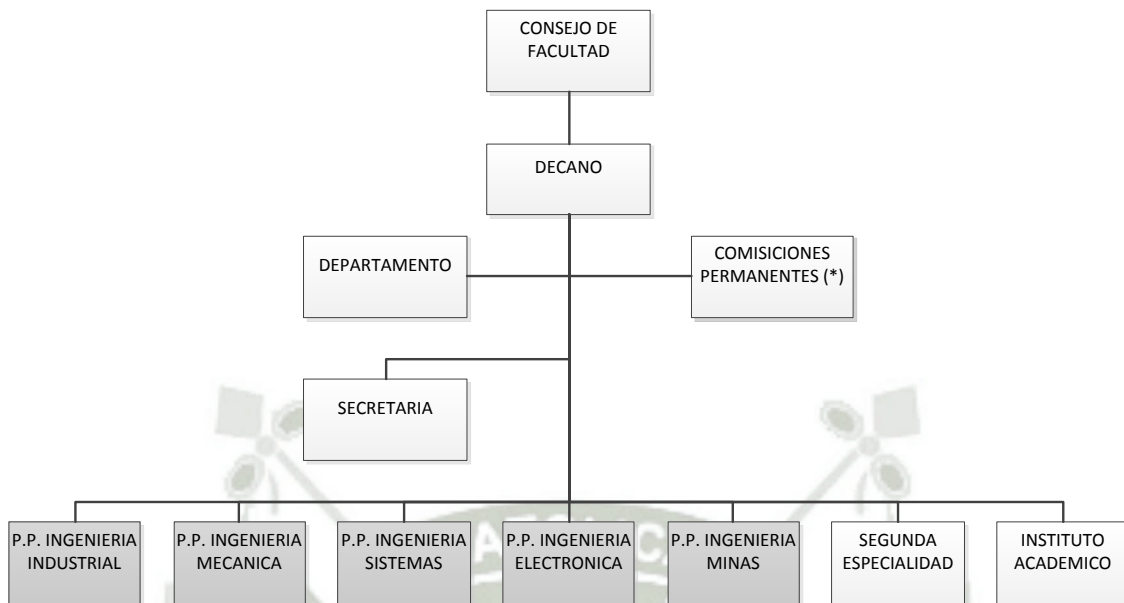 CONSEJO DE
FACULTAD
DECANO
DEPARTAMENTO
COMISICIONES
PERMANENTES (*)
SECRETARIA
P.P. INGENIERIA
INDUSTRIAL
P.P. INGENIERIA
MECANICA
P.P. INGENIERIA
SISTEMAS
P.P. INGENIERIA
ELECTRONICA
P.P. INGENIERIA
MINAS
SEGUNDA
ESPECIALIDAD
INSTITUTO
ACADEMICO